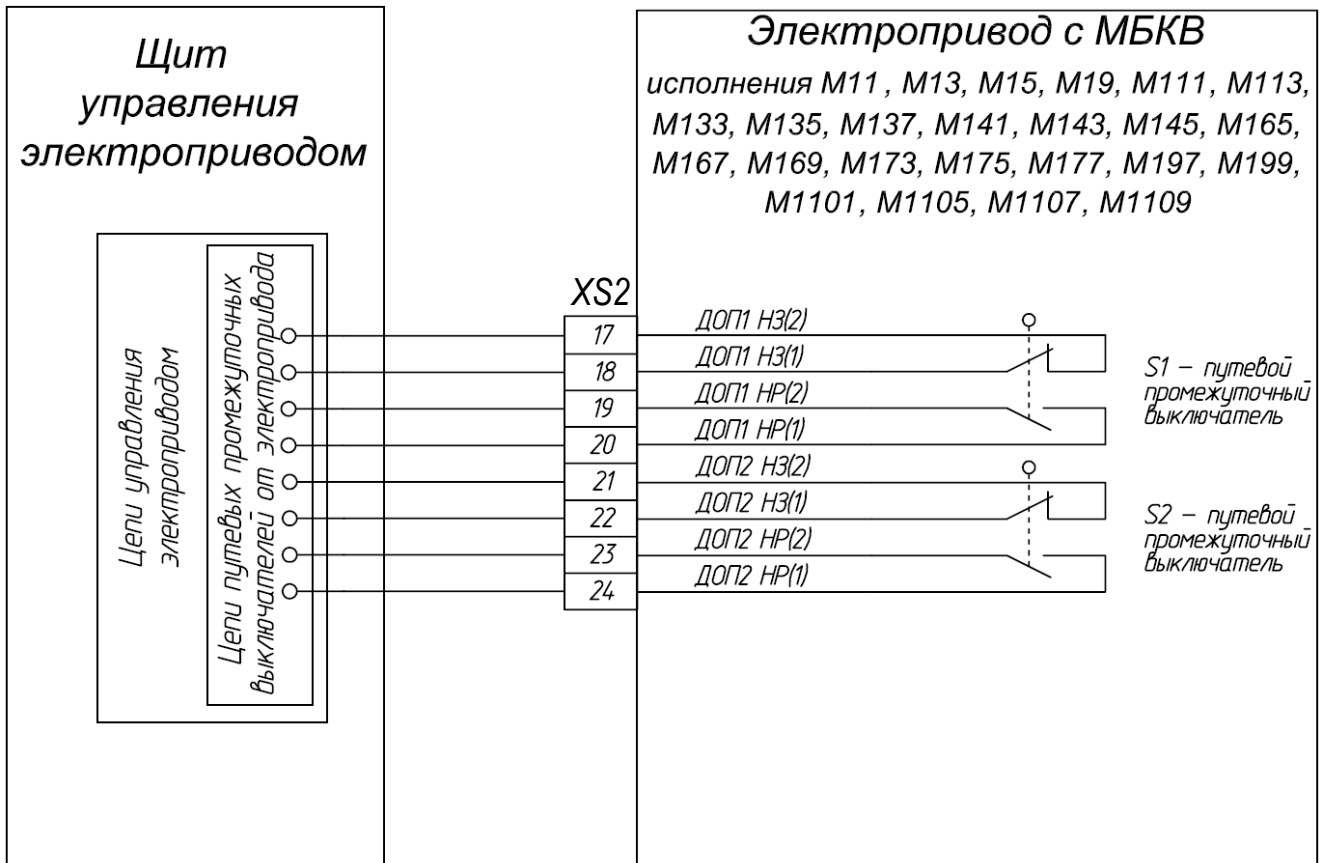 Щит
управления
электроприводом
Электропривод с МБКВ
исполнения М11 , М13, М15, М19, М111, М113,
М133, М135, М137, М141, М143, М145, М165,
М167, М169, М173, М175, М177, М197, М199,
М1101, М1105, М1107, М1109
Цепи управления
электроприводом
Цепи путевых промежуточных
выключателей от электропривода
XS2
17
18
19
20
21
22
23
24
ДОП1 НЗ(2)
ДОП1 НЗ(1)
ДОП1 НР(2)
ДОП1 НР(1)
ДОП2 НЗ(2)
ДОП2 НЗ(1)
ДОП2 НР(2)
ДОП2 НР(1)
S1 – путевой
промежуточный
выключатель
S2 – путевой
промежуточный
выключатель